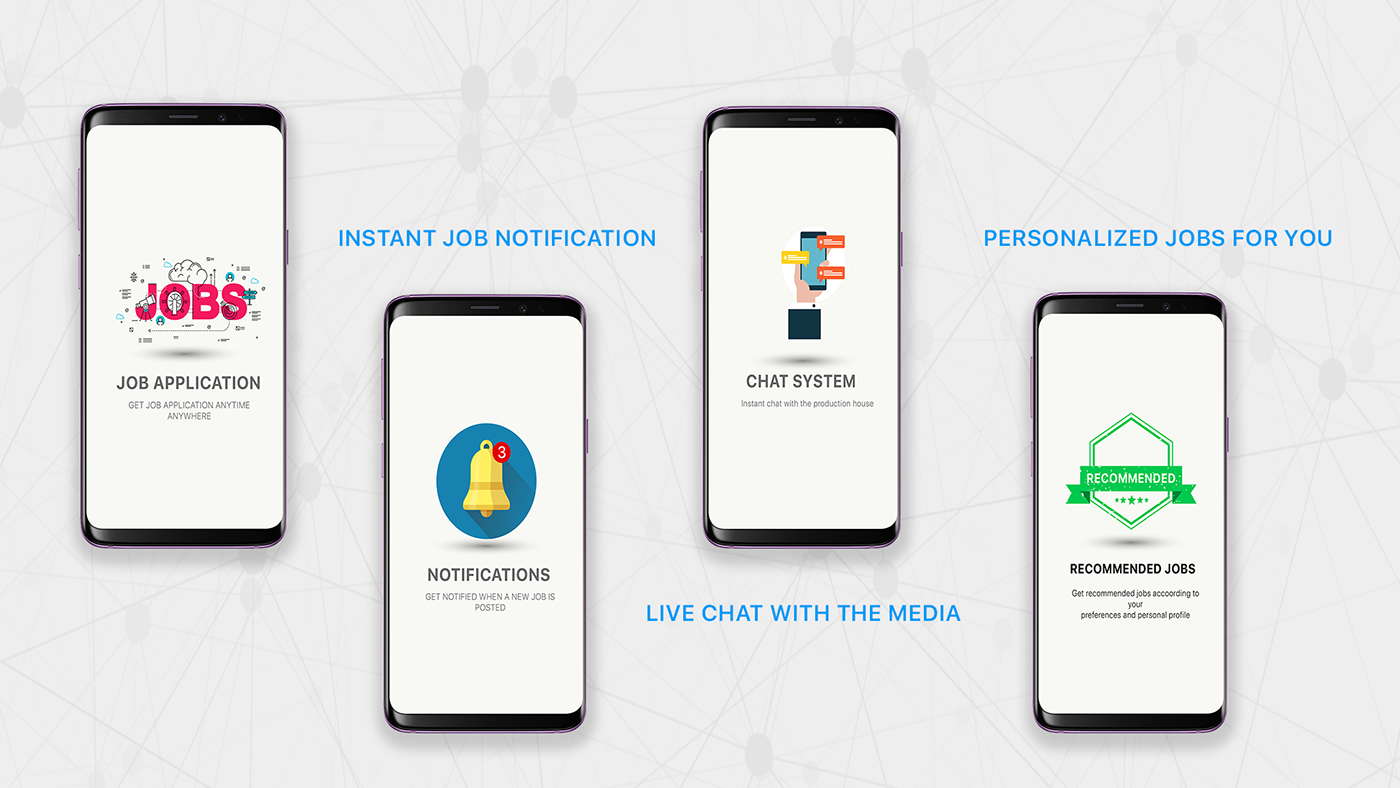 JOBS
JOB APPLICATION
GET JOB APPLICATION ANYTIME
ANYWHERE
INSTANT JOB NOTIFICATION
3
NOTIFICATIONS
GET NOTIFIED WHEN A NEW JOB IS
POSTED
CHAT SYSTEM
Instant chat with the production house
LIVE CHAT WITH THE MEDIA
PERSONALIZED JOBS FOR YOU
RECOMMENDED
RECOMMENDED JOBS
Get recommended jobs accoording to
your
preferences and personal profile